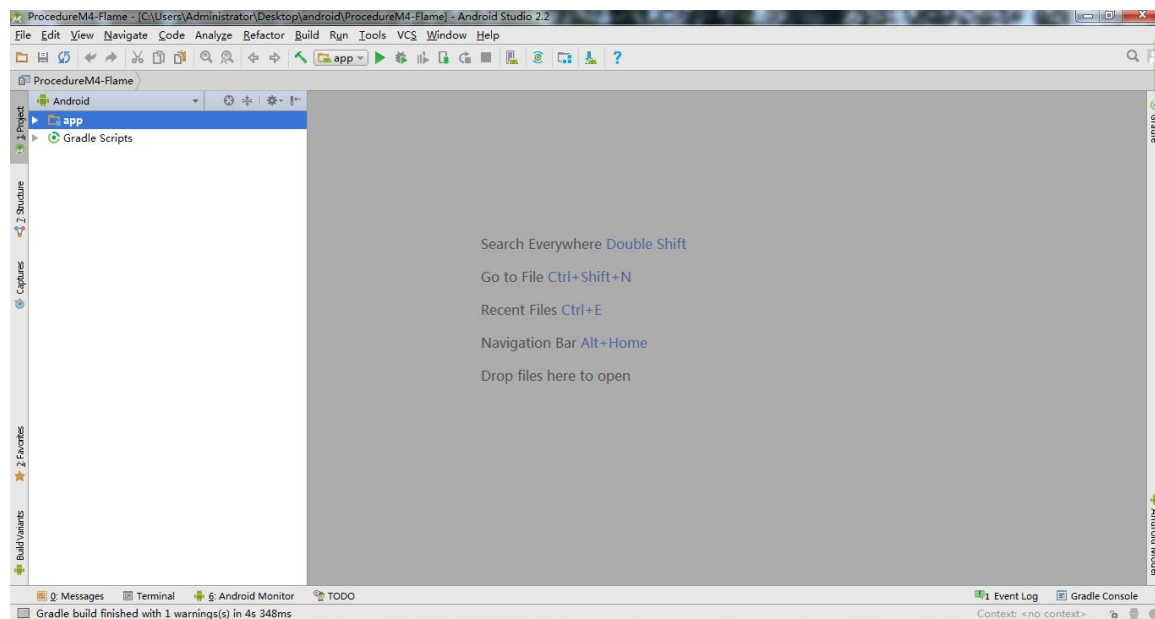 ProcedureM4-Flame - [C:\Users\Administrator\Desktop\android\ProcedureM4-Flame] - Android Studio 2.2
File Edit View Navigate Code Analyze Refactor Build Run Tools VCS Window Help
app
ProcedureM4-Flame
Android
app
Gradle Scripts
1: Project
7: Structure
Captures
2: Favorites
Build Variants
Search Everywhere Double Shift
Go to File Ctrl+Shift+N
Recent Files Ctrl+E
Navigation Bar Alt+Home
Drop files here to open
Gradle
Android Model
0: Messages Terminal 6: Android Monitor TODO 1 Event Log Gradle Console
Gradle build finished with 1 warnings(s) in 4s 348ms Context: <no context>